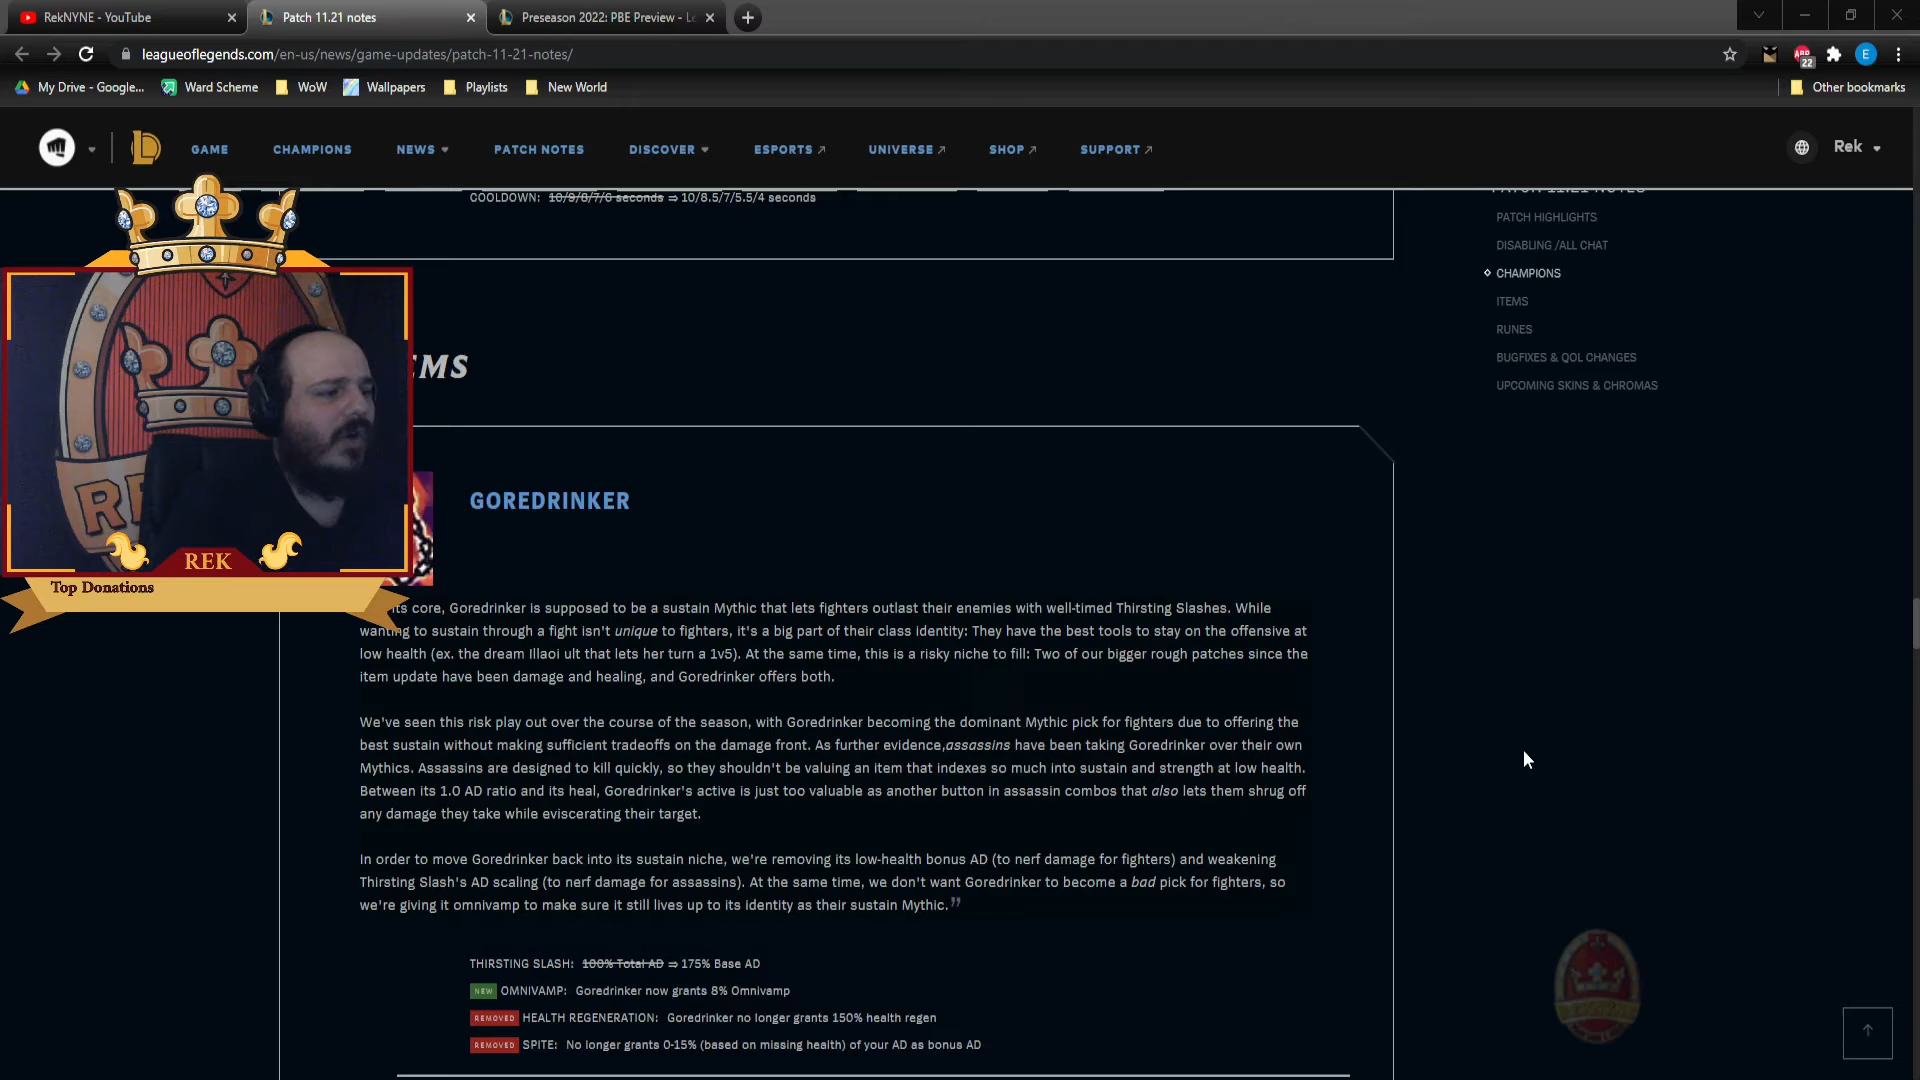 RekNYNE - YouTube
Patch 11.21 notes
Preseason 2022: PBE Preview - Le
leagueoflegends.com/en-us/news/game-updates/patch-11-21-notes/
ABP
22
E
My Drive - Google...
Ward Scheme
WoW
Wallpapers
Playlists
New World
Other bookmarks
GAME
CHAMPIONS
NEWS
PATCH NOTES
DISCOVER
ESPORTS
UNIVERSE
SHOP
SUPPORT
Rek
COOLDOWN: 10/9/8/7/6 seconds ⇒ 10/8.5/7/5.5/4 seconds
PATCH 11.21 NOTES
PATCH HIGHLIGHTS
DISABLING /ALL CHAT
CHAMPIONS
ITEMS
RUNES
BUGFIXES & QOL CHANGES
UPCOMING SKINS & CHROMAS
EMS
RE
REK
Top Donations
GOREDRINKER
its core, Goredrinker is supposed to be a sustain Mythic that lets fighters outlast their enemies with well-timed Thirsting Slashes. While
wanting to sustain through a fight isn't unique to fighters, it's a big part of their class identity: They have the best tools to stay on the offensive at
low health (ex. the dream Illaoi ult that lets her turn a 1v5). At the same time, this is a risky niche to fill: Two of our bigger rough patches since the
item update have been damage and healing, and Goredrinker offers both.
We've seen this risk play out over the course of the season, with Goredrinker becoming the dominant Mythic pick for fighters due to offering the
best sustain without making sufficient tradeoffs on the damage front. As further evidence,assassins have been taking Goredrinker over their own
Mythics. Assassins are designed to kill quickly, so they shouldn't be valuing an item that indexes so much into sustain and strength at low health.
Between its 1.0 AD ratio and its heal, Goredrinker's active is just too valuable as another button in assassin combos that also lets them shrug off
any damage they take while eviscerating their target.
In order to move Goredrinker back into its sustain niche, we're removing its low-health bonus AD (to nerf damage for fighters) and weakening
Thirsting Slash's AD scaling (to nerf damage for assassins). At the same time, we don't want Goredrinker to become a bad pick for fighters, so
we're giving it omnivamp to make sure it still lives up to its identity as their sustain Mythic.”
THIRSTING SLASH: 100% Total AD ⇒ 175% Base AD
NEW OMNIVAMP: Goredrinker now grants 8% Omnivamp
REMOVED HEALTH REGENERATION: Goredrinker no longer grants 150% health regen
REMOVED SPITE: No longer grants 0-15% (based on missing health) of your AD as bonus AD